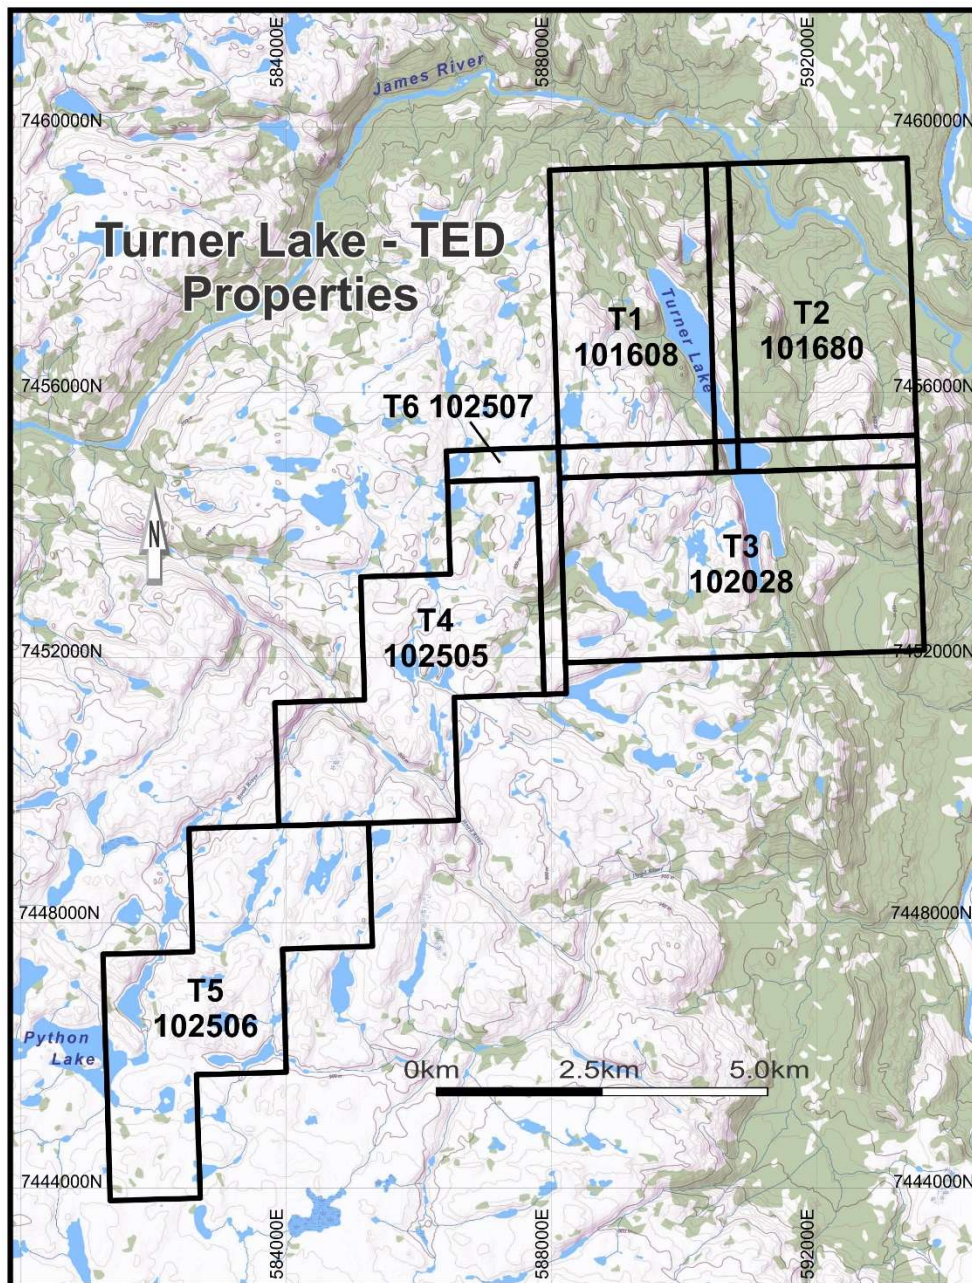 584000E
588000E
592000E
James River
7460000N
7460000N
Turner Lake - TED
Properties
T1
101608
Turner Lake
T2
101680
7456000N
7456000N
T6 102507
N
T3
102028
T4
102505
7452000N
7452000N
7448000N
7448000N
T5
102506
Python
Lake
0km
2.5km
5.0km
7444000N
7444000N
584000E
588000E
592000E